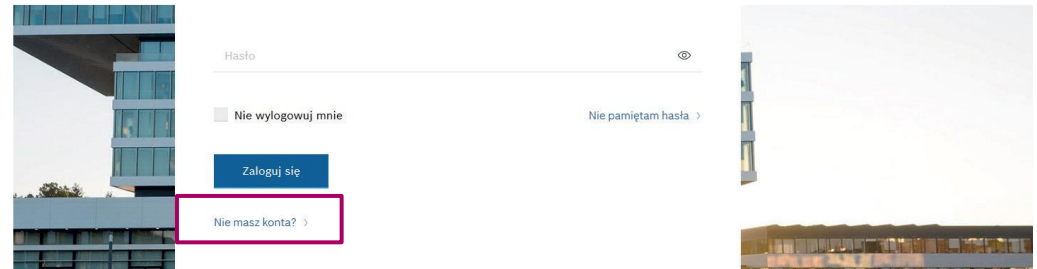 Hasło
Nie wylogowuj mnie
Nie pamiętam hasła
Zaloguj się
Nie masz konta?